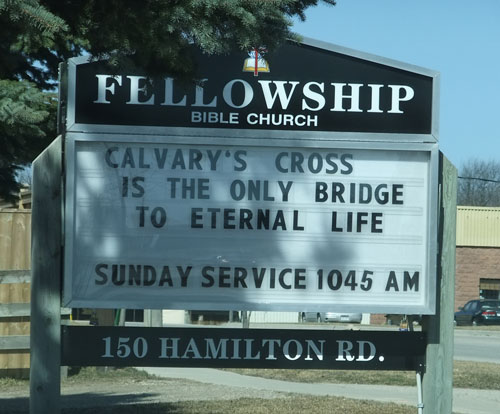 FELLOWSHIP
BIBLE CHURCH
CALVARY'S CROSS
IS THE ONLY BRIDGE
TO ETERNAL LIFE
SUNDAY SERVICE 1045 AM
150 HAMILTON RD.